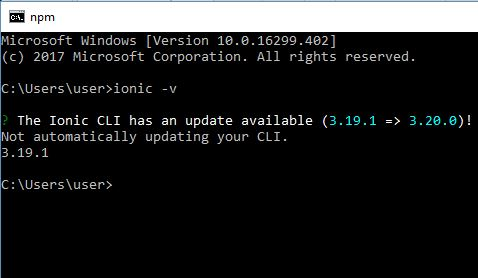 npm
Microsoft Windows [Version 10.0.16299.402]
(c) 2017 Microsoft Corporation. All rights reserved.
C:\Users\user>ionic -v
? The Ionic CLI has an update available (3.19.1 => 3.20.0)!
Not automatically updating your CLI.
3.19.1
C:\Users\user>